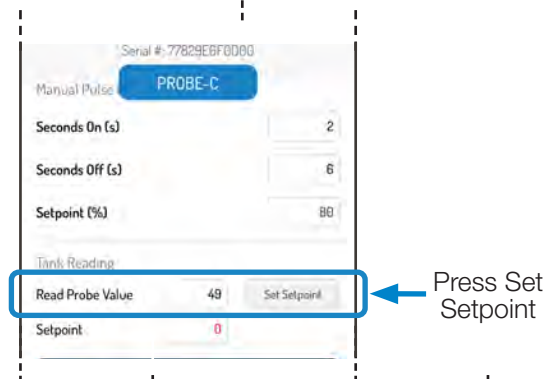 Serial #: 77829E6F0D80
Manual Pulse PROBE-C
Seconds On (s) 2
Seconds Off (s) 6
Setpoint (%) 80
Tank Reading
Read Probe Value 49 Set Setpoint
Setpoint 0
Press Set
Setpoint